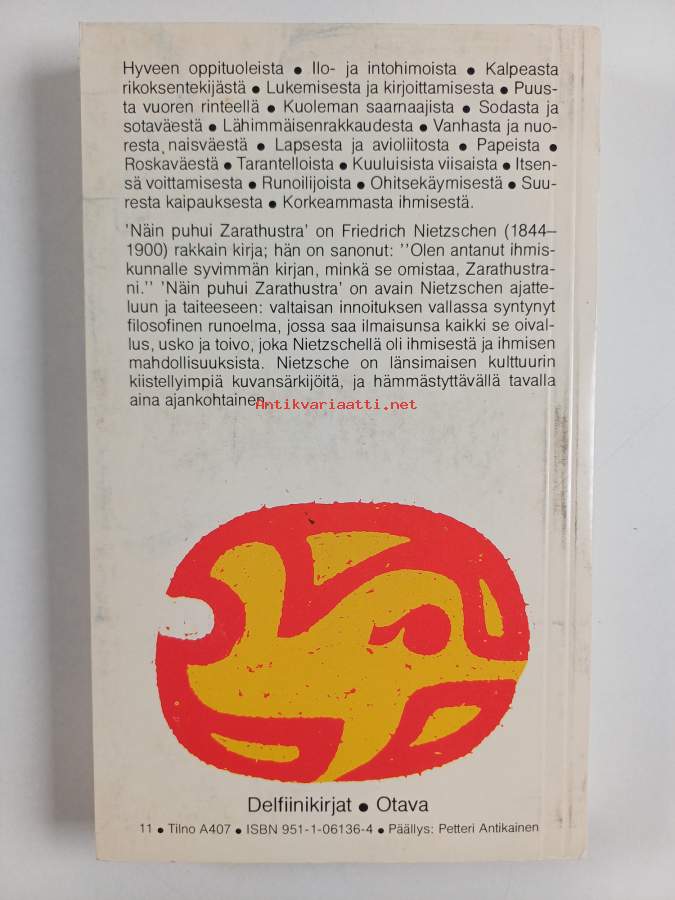 Hyveen oppituoleista • Ilo- ja intohimoista • Kalpeasta
rikoksentekijästä • Lukemisesta ja kirjoittamisesta • Puus-
ta vuoren rinteellä • Kuoleman saarnaajista • Sodasta ja
sotaväestä • Lähimmäisenrakkaudesta • Vanhasta ja nuo-
resta naisväestä • Lapsesta ja avioliitosta • Papeista •
Roskaväestä • Tarantelloista • Kuuluisista viisaista • Itsen-
sä voittamisesta • Runoilijoista • Ohitsekäymisestä • Suu-
resta kaipauksesta • Korkeammasta ihmisestä.
'Näin puhui Zarathustra' on Friedrich Nietzschen (1844–
1900) rakkain kirja; hän on sanonut: ''Olen antanut ihmis-
kunnalle syvimmän kirjan, minkä se omistaa, Zarathustra-
ni.'' 'Näin puhui Zarathustra' on avain Nietzschen ajatte-
luun ja taiteeseen: valtaisan innoituksen vallassa syntynyt
filosofinen runoelma, jossa saa ilmaisunsa kaikki se oival-
lus, usko ja toivo, joka Nietzschellä oli ihmisestä ja ihmisen
mahdollisuuksista. Nietzsche on länsimaisen kulttuurin
kiistellyimpiä kuvansärkijöitä, ja hämmästyttävällä tavalla
aina ajankohtainen.
Antikvariaatti.net
Delfiinikirjat • Otava
11 • Tilno A407 • ISBN 951-1-06136-4 • Päällys: Petteri Antikainen